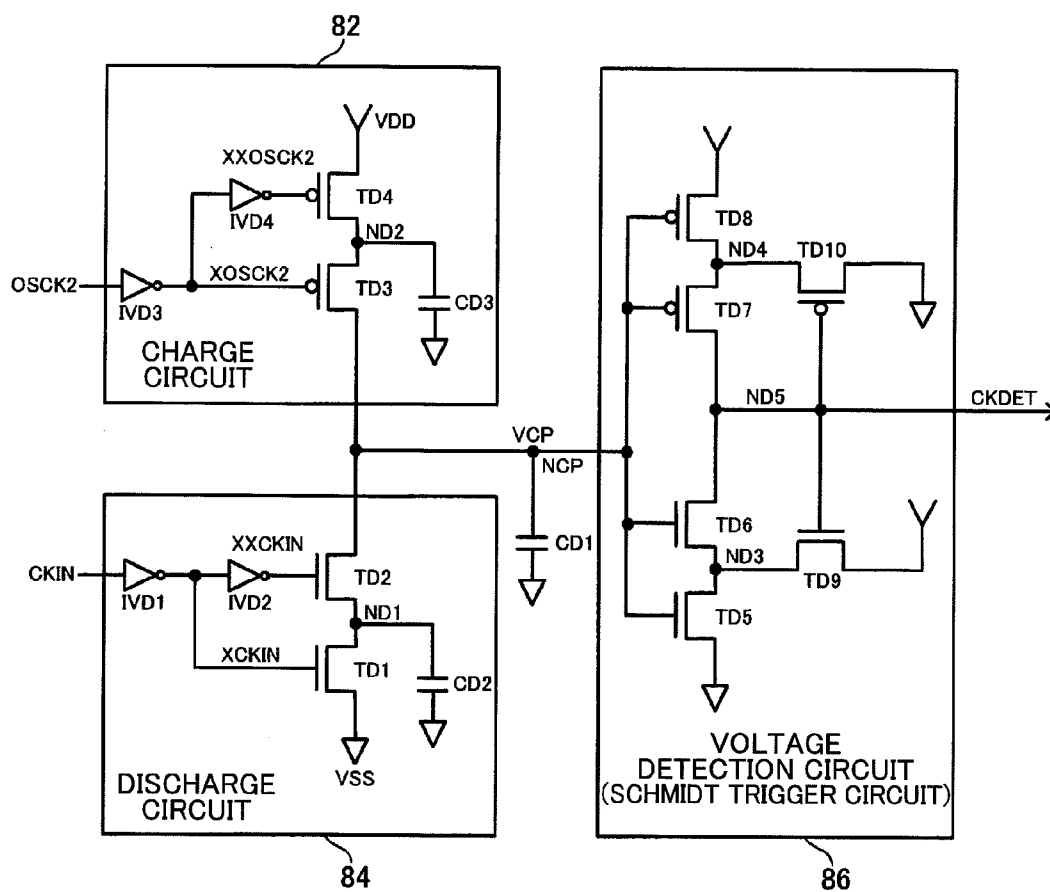 82
VDD
XXOSCK2
TD4
IVD4
ND2
OSCK2
XOSCK2
TD3
IVD3
CD3
CHARGE
CIRCUIT
TD8
ND4
TD10
TD7
ND5
CKDET
VCP
NCP
CD1
TD6
ND3
TD9
TD5
CKIN
XXCKIN
TD2
IVD1
IVD2
ND1
XCKIN
TD1
CD2
VSS
DISCHARGE
CIRCUIT
VOLTAGE
DETECTION CIRCUIT
(SCHMIDT TRIGGER CIRCUIT)
84
86